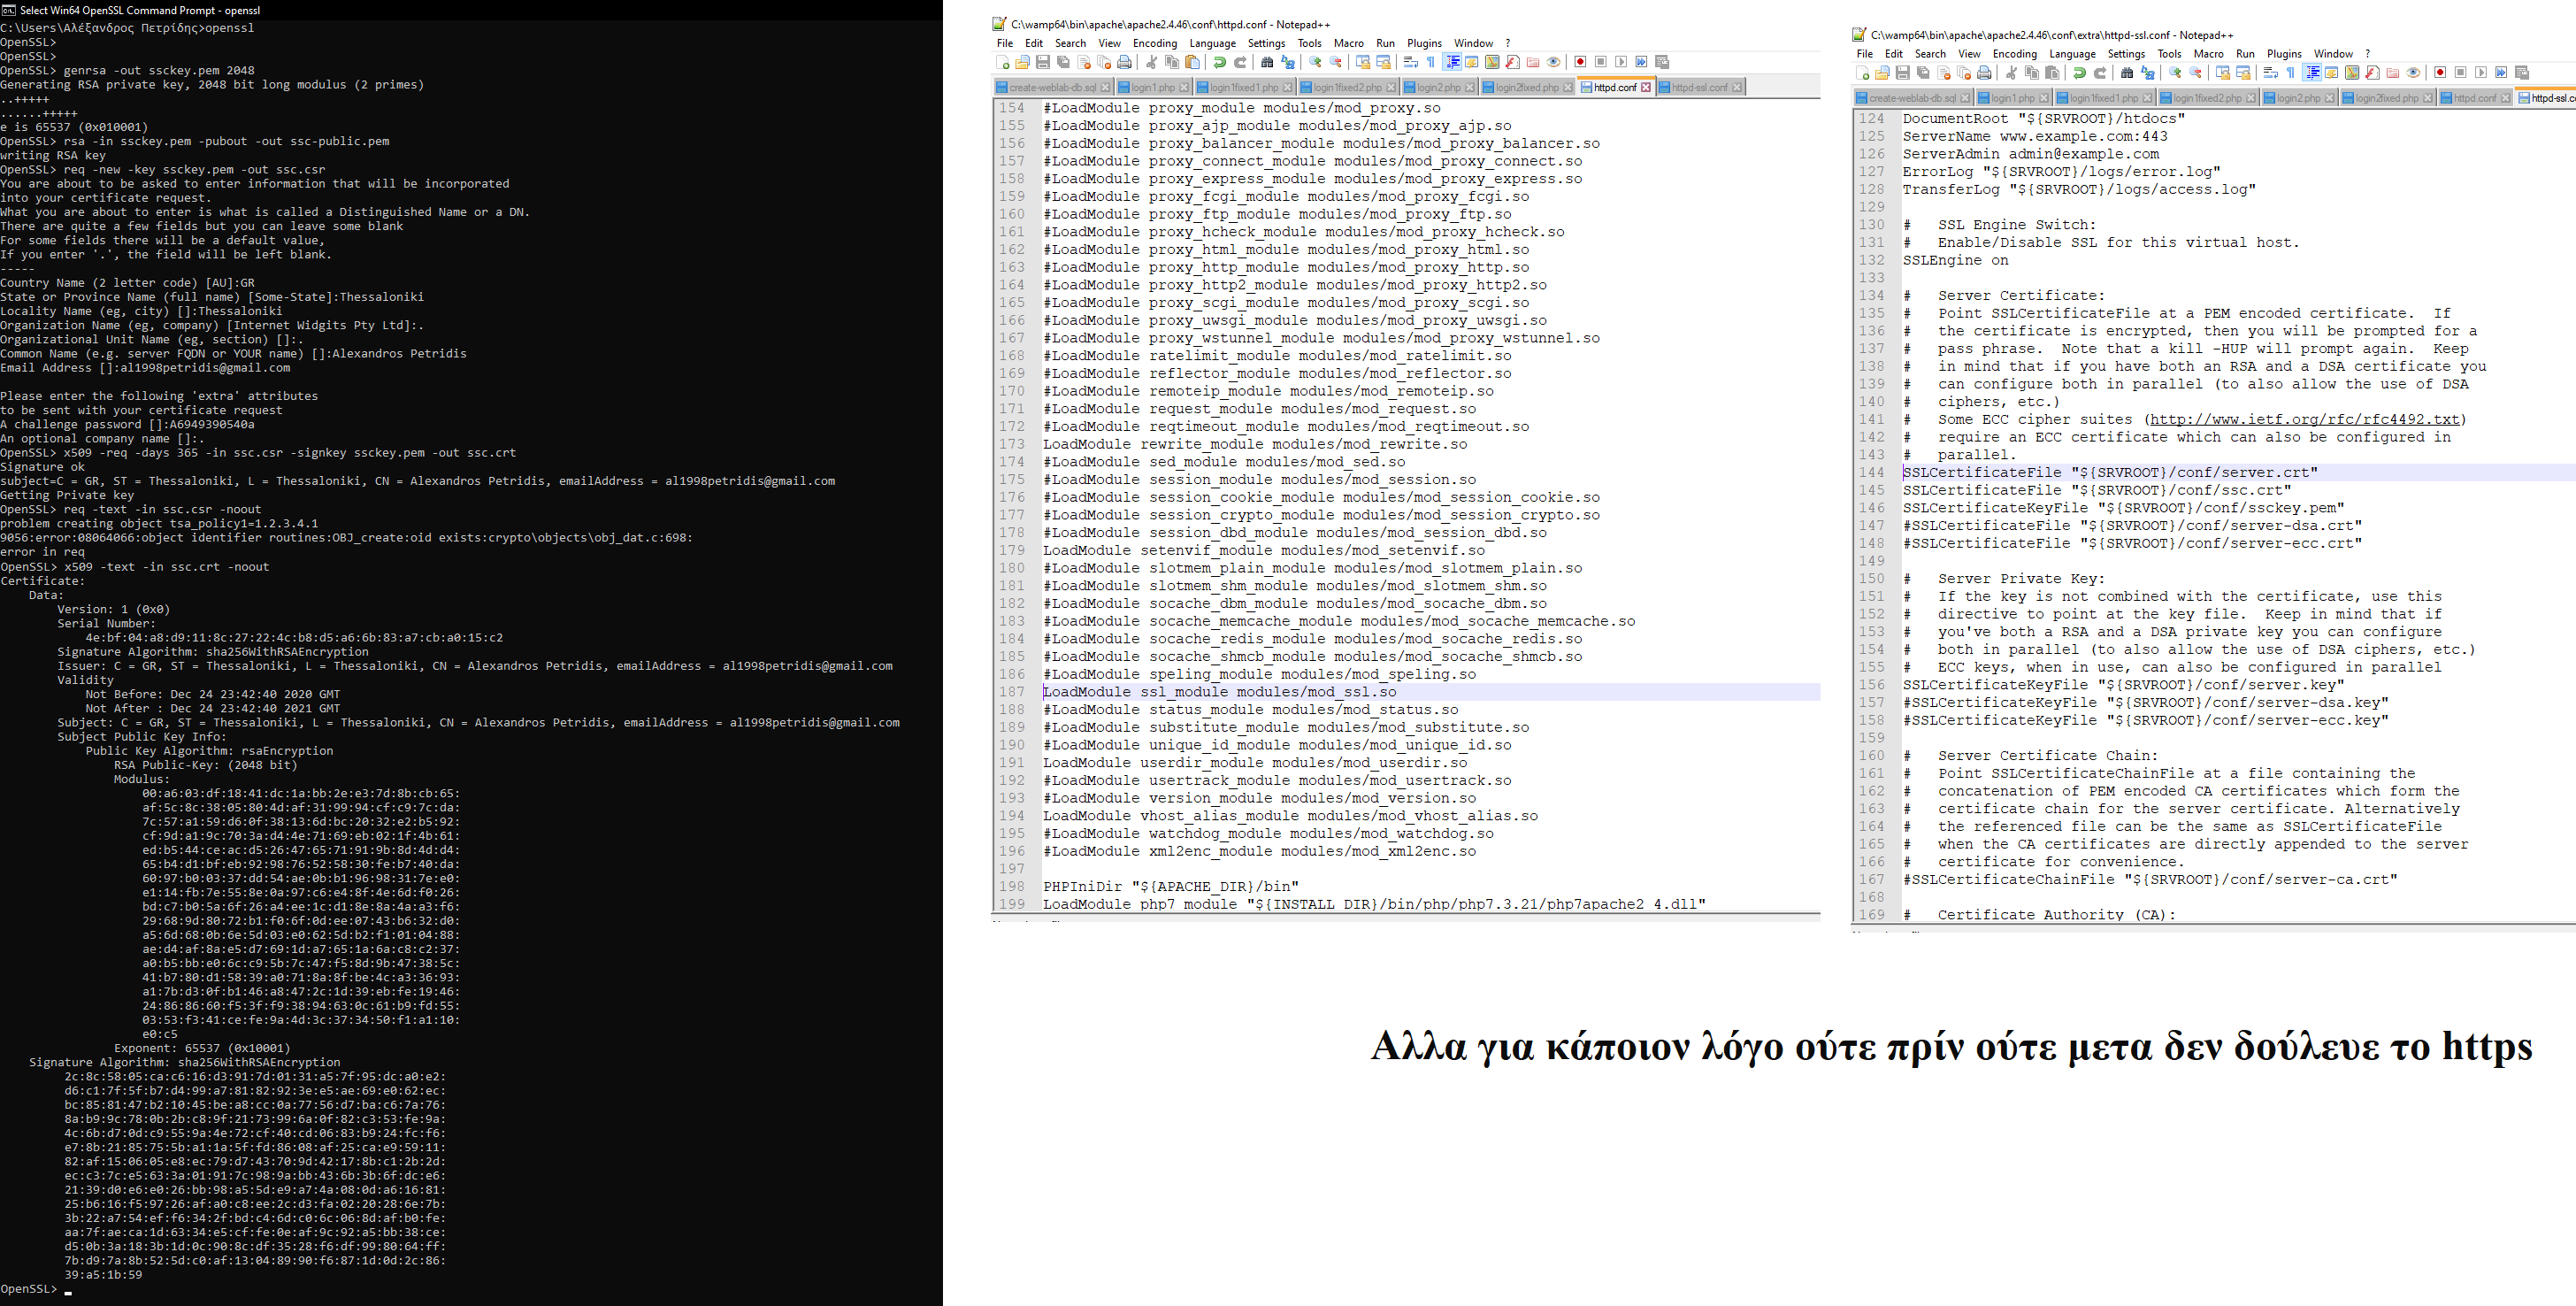 Select Win64 OpenSSL Command Prompt - openssl
C:\Users\Αλέξανδρος Πετρίδης>openssl
OpenSSL>
OpenSSL>
OpenSSL> genrsa -out ssckey.pem 2048
Generating RSA private key, 2048 bit long modulus (2 primes)
..+++++
......+++++
e is 65537 (0x010001)
OpenSSL> rsa -in ssckey.pem -pubout -out ssc-public.pem
writing RSA key
OpenSSL> req -new -key ssckey.pem -out ssc.csr
You are about to be asked to enter information that will be incorporated
into your certificate request.
What you are about to enter is what is called a Distinguished Name or a DN.
There are quite a few fields but you can leave some blank
For some fields there will be a default value,
If you enter '.', the field will be left blank.
-----
Country Name (2 letter code) [AU]:GR
State or Province Name (full name) [Some-State]:Thessaloniki
Locality Name (eg, city) []:Thessaloniki
Organization Name (eg, company) [Internet Widgits Pty Ltd]:.
Organizational Unit Name (eg, section) []:.
Common Name (e.g. server FQDN or YOUR name) []:Alexandros Petridis
Email Address []:al1998petridis@gmail.com
Please enter the following 'extra' attributes
to be sent with your certificate request
A challenge password []:A6949390540a
An optional company name []:.
OpenSSL> x509 -req -days 365 -in ssc.csr -signkey ssckey.pem -out ssc.crt
Signature ok
subject=C = GR, ST = Thessaloniki, L = Thessaloniki, CN = Alexandros Petridis, emailAddress = al1998petridis@gmail.com
Getting Private key
OpenSSL> req -text -in ssc.csr -noout
problem creating object tsa_policy1=1.2.3.4.1
9056:error:08064066:object identifier routines:OBJ_create:oid exists:crypto\objects\obj_dat.c:698:
error in req
OpenSSL> x509 -text -in ssc.crt -noout
Certificate:
Data:
Version: 1 (0x0)
Serial Number:
4e:bf:04:a8:d9:11:8c:27:22:4c:b8:d5:a6:6b:83:a7:cb:a0:15:c2
Signature Algorithm: sha256WithRSAEncryption
Issuer: C = GR, ST = Thessaloniki, L = Thessaloniki, CN = Alexandros Petridis, emailAddress = al1998petridis@gmail.com
Validity
Not Before: Dec 24 23:42:40 2020 GMT
Not After : Dec 24 23:42:40 2021 GMT
Subject: C = GR, ST = Thessaloniki, L = Thessaloniki, CN = Alexandros Petridis, emailAddress = al1998petridis@gmail.com
Subject Public Key Info:
Public Key Algorithm: rsaEncryption
RSA Public-Key: (2048 bit)
Modulus:
00:a6:03:df:18:41:dc:1a:bb:2e:e3:7d:8b:cb:65:
af:5c:8c:38:05:80:4d:af:31:99:94:cf:c9:7c:da:
7c:57:a1:59:d6:0f:38:13:6d:bc:20:32:e2:b5:92:
cf:9d:a1:9c:70:3a:d4:4e:71:69:eb:02:1f:4b:61:
ed:b5:44:ce:ac:d5:26:47:65:71:91:9b:8d:4d:d4:
65:b4:d1:bf:eb:92:98:76:52:58:30:fe:b7:40:da:
60:97:b0:03:37:dd:54:ae:0b:b1:96:98:31:7e:e0:
e1:14:fb:7e:55:8e:0a:97:c6:e4:8f:4e:6d:f0:26:
bd:c7:b0:5a:6f:26:a4:ee:1c:d1:8e:8a:4a:a3:f6:
29:68:9d:80:72:b1:f0:6f:0d:ee:07:43:b6:32:d0:
a5:6d:68:0b:6e:5d:03:e0:62:5d:b2:f1:01:04:88:
ae:d4:af:8a:e5:d7:69:1d:a7:65:1a:6a:c8:c2:37:
a0:b5:bb:e0:6c:c9:5b:7c:47:f5:8d:9b:47:38:5c:
41:b7:80:d1:58:39:a0:71:8a:8f:be:4c:a3:36:93:
a1:7b:d3:0f:b1:46:a8:47:2c:1d:39:eb:fe:19:46:
24:86:86:60:f5:3f:f9:38:94:63:0c:61:b9:fd:55:
03:53:f3:41:ce:fe:9a:4d:3c:37:34:50:f1:a1:10:
e0:c5
Exponent: 65537 (0x10001)
Signature Algorithm: sha256WithRSAEncryption
2c:8c:58:05:ca:c6:16:d3:91:7d:01:31:a5:7f:95:dc:a0:e2:
d6:c1:7f:5f:b7:d4:99:a7:81:82:92:3e:e5:ae:69:e0:62:ec:
bc:85:81:47:b2:10:45:be:a8:cc:0a:77:56:d7:ba:c6:7a:76:
8a:b9:9c:78:0b:2b:c8:9f:21:73:99:6a:0f:82:c3:53:fe:9a:
4c:6b:d7:0d:c9:55:9a:4e:72:cf:40:cd:06:83:b9:24:fc:f6:
e7:8b:21:85:75:5b:a1:1a:5f:fd:86:08:af:25:ca:e9:59:11:
82:af:15:06:05:e8:ec:79:d7:43:70:9d:42:17:8b:c1:2b:2d:
ec:c3:7c:e5:63:3a:01:91:7c:98:9a:bb:43:6b:3b:6f:dc:e6:
21:39:d0:e6:e0:26:bb:98:a5:5d:e9:a7:4a:08:0d:a6:16:81:
25:b6:16:f5:97:26:af:a0:c8:ee:2c:d3:fa:02:20:28:6e:7b:
3b:22:a7:54:ef:f6:34:2f:bd:c4:6d:c0:6c:06:8d:af:b0:fe:
aa:7f:ae:ca:1d:63:34:e5:cf:fe:0e:af:9c:92:a5:bb:38:ce:
d5:0b:3a:18:3b:1d:0c:90:8c:df:35:28:f6:df:99:80:64:ff:
7b:d9:7a:8b:52:5d:c0:af:13:04:89:90:f6:87:1d:0d:2c:86:
39:a5:1b:59
OpenSSL>
C:\wamp64\bin\apache\apache2.4.46\conf\httpd.conf - Notepad++
File Edit Search View Encoding Language Settings Tools Macro Run Plugins Window ?
create-weblab-db.sql login1.php login1fixed1.php login1fixed2.php login2.php login2fixed.php httpd.conf httpd-ssl.conf
154 #LoadModule proxy_module modules/mod_proxy.so
155 #LoadModule proxy_ajp_module modules/mod_proxy_ajp.so
156 #LoadModule proxy_balancer_module modules/mod_proxy_balancer.so
157 #LoadModule proxy_connect_module modules/mod_proxy_connect.so
158 #LoadModule proxy_express_module modules/mod_proxy_express.so
159 #LoadModule proxy_fcgi_module modules/mod_proxy_fcgi.so
160 #LoadModule proxy_ftp_module modules/mod_proxy_ftp.so
161 #LoadModule proxy_hcheck_module modules/mod_proxy_hcheck.so
162 #LoadModule proxy_html_module modules/mod_proxy_html.so
163 #LoadModule proxy_http_module modules/mod_proxy_http.so
164 #LoadModule proxy_http2_module modules/mod_proxy_http2.so
165 #LoadModule proxy_scgi_module modules/mod_proxy_scgi.so
166 #LoadModule proxy_uwsgi_module modules/mod_proxy_uwsgi.so
167 #LoadModule proxy_wstunnel_module modules/mod_proxy_wstunnel.so
168 #LoadModule ratelimit_module modules/mod_ratelimit.so
169 #LoadModule reflector_module modules/mod_reflector.so
170 #LoadModule remoteip_module modules/mod_remoteip.so
171 #LoadModule request_module modules/mod_request.so
172 #LoadModule reqtimeout_module modules/mod_reqtimeout.so
173 LoadModule rewrite_module modules/mod_rewrite.so
174 #LoadModule sed_module modules/mod_sed.so
175 #LoadModule session_module modules/mod_session.so
176 #LoadModule session_cookie_module modules/mod_session_cookie.so
177 #LoadModule session_crypto_module modules/mod_session_crypto.so
178 #LoadModule session_dbd_module modules/mod_session_dbd.so
179 LoadModule setenvif_module modules/mod_setenvif.so
180 #LoadModule slotmem_plain_module modules/mod_slotmem_plain.so
181 #LoadModule slotmem_shm_module modules/mod_slotmem_shm.so
182 #LoadModule socache_dbm_module modules/mod_socache_dbm.so
183 #LoadModule socache_memcache_module modules/mod_socache_memcache.so
184 #LoadModule socache_redis_module modules/mod_socache_redis.so
185 #LoadModule socache_shmcb_module modules/mod_socache_shmcb.so
186 #LoadModule speling_module modules/mod_speling.so
187 LoadModule ssl_module modules/mod_ssl.so
188 #LoadModule status_module modules/mod_status.so
189 #LoadModule substitute_module modules/mod_substitute.so
190 #LoadModule unique_id_module modules/mod_unique_id.so
191 LoadModule userdir_module modules/mod_userdir.so
192 #LoadModule usertrack_module modules/mod_usertrack.so
193 #LoadModule version_module modules/mod_version.so
194 LoadModule vhost_alias_module modules/mod_vhost_alias.so
195 #LoadModule watchdog_module modules/mod_watchdog.so
196 #LoadModule xml2enc_module modules/mod_xml2enc.so
197
198 PHPIniDir "${APACHE_DIR}/bin"
199 LoadModule php7_module "${INSTALL_DIR}/bin/php/php7.3.21/php7apache2_4.dll"
C:\wamp64\bin\apache\apache2.4.46\conf\extra\httpd-ssl.conf - Notepad++
File Edit Search View Encoding Language Settings Tools Macro Run Plugins Window ?
create-weblab-db.sql login1.php login1fixed1.php login1fixed2.php login2.php login2fixed.php httpd.conf httpd-ssl.co
124 DocumentRoot "${SRVROOT}/htdocs"
125 ServerName www.example.com:443
126 ServerAdmin admin@example.com
127 ErrorLog "${SRVROOT}/logs/error.log"
128 TransferLog "${SRVROOT}/logs/access.log"
129
130 # SSL Engine Switch:
131 # Enable/Disable SSL for this virtual host.
132 SSLEngine on
133
134 # Server Certificate:
135 # Point SSLCertificateFile at a PEM encoded certificate. If
136 # the certificate is encrypted, then you will be prompted for a
137 # pass phrase. Note that a kill -HUP will prompt again. Keep
138 # in mind that if you have both an RSA and a DSA certificate you
139 # can configure both in parallel (to also allow the use of DSA
140 # ciphers, etc.)
141 # Some ECC cipher suites (http://www.ietf.org/rfc/rfc4492.txt)
142 # require an ECC certificate which can also be configured in
143 # parallel.
144 SSLCertificateFile "${SRVROOT}/conf/server.crt"
145 SSLCertificateFile "${SRVROOT}/conf/ssc.crt"
146 SSLCertificateKeyFile "${SRVROOT}/conf/ssckey.pem"
147 #SSLCertificateFile "${SRVROOT}/conf/server-dsa.crt"
148 #SSLCertificateFile "${SRVROOT}/conf/server-ecc.crt"
149
150 # Server Private Key:
151 # If the key is not combined with the certificate, use this
152 # directive to point at the key file. Keep in mind that if
153 # you've both a RSA and a DSA private key you can configure
154 # both in parallel (to also allow the use of DSA ciphers, etc.)
155 # ECC keys, when in use, can also be configured in parallel
156 SSLCertificateKeyFile "${SRVROOT}/conf/server.key"
157 #SSLCertificateKeyFile "${SRVROOT}/conf/server-dsa.key"
158 #SSLCertificateKeyFile "${SRVROOT}/conf/server-ecc.key"
159
160 # Server Certificate Chain:
161 # Point SSLCertificateChainFile at a file containing the
162 # concatenation of PEM encoded CA certificates which form the
163 # certificate chain for the server certificate. Alternatively
164 # the referenced file can be the same as SSLCertificateFile
165 # when the CA certificates are directly appended to the server
166 # certificate for convenience.
167 #SSLCertificateChainFile "${SRVROOT}/conf/server-ca.crt"
168
169 # Certificate Authority (CA):
Αλλα για κάποιον λόγο ούτε πρίν ούτε μετα δεν δούλευε το https